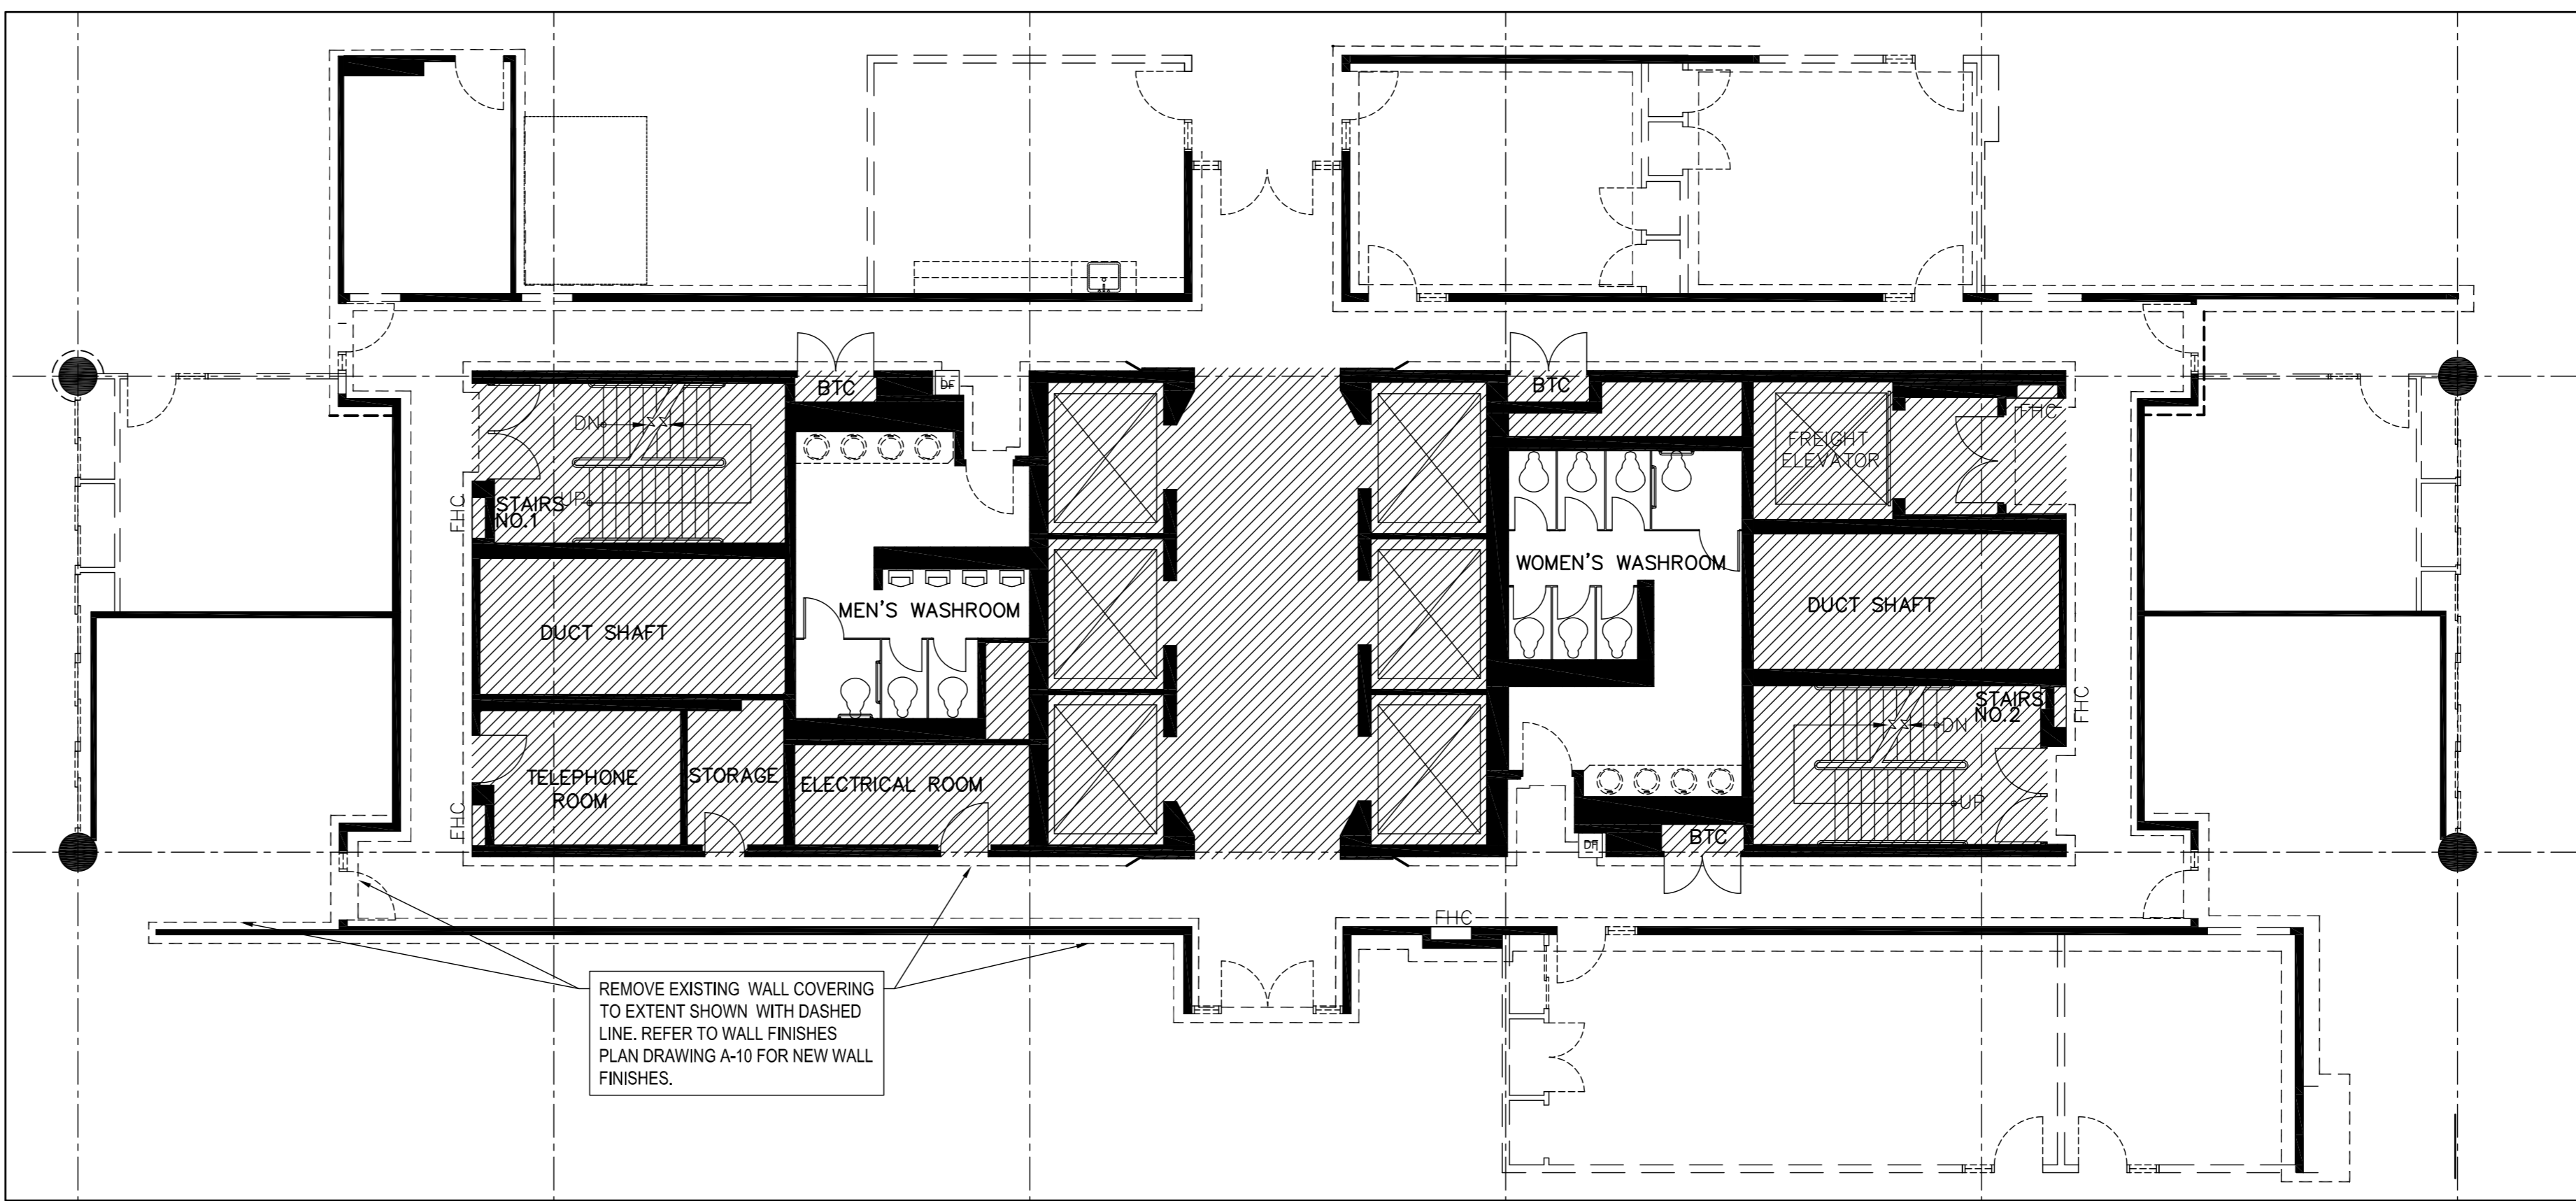 BTC
DF
BTC
DN
FHC
FREIGHT
ELEVATOR
UP
FHC
STAIRS
NO.1
WOMEN'S WASHROOM
MEN'S WASHROOM
DUCT SHAFT
DUCT SHAFT
STAIRS
NO.2
FHC
DN
TELEPHONE
ROOM
STORAGE
ELECTRICAL ROOM
UP
FHC
DF
BTC
FHC
REMOVE EXISTING WALL COVERING
TO EXTENT SHOWN WITH DASHED
LINE. REFER TO WALL FINISHES
PLAN DRAWING A-10 FOR NEW WALL
FINISHES.